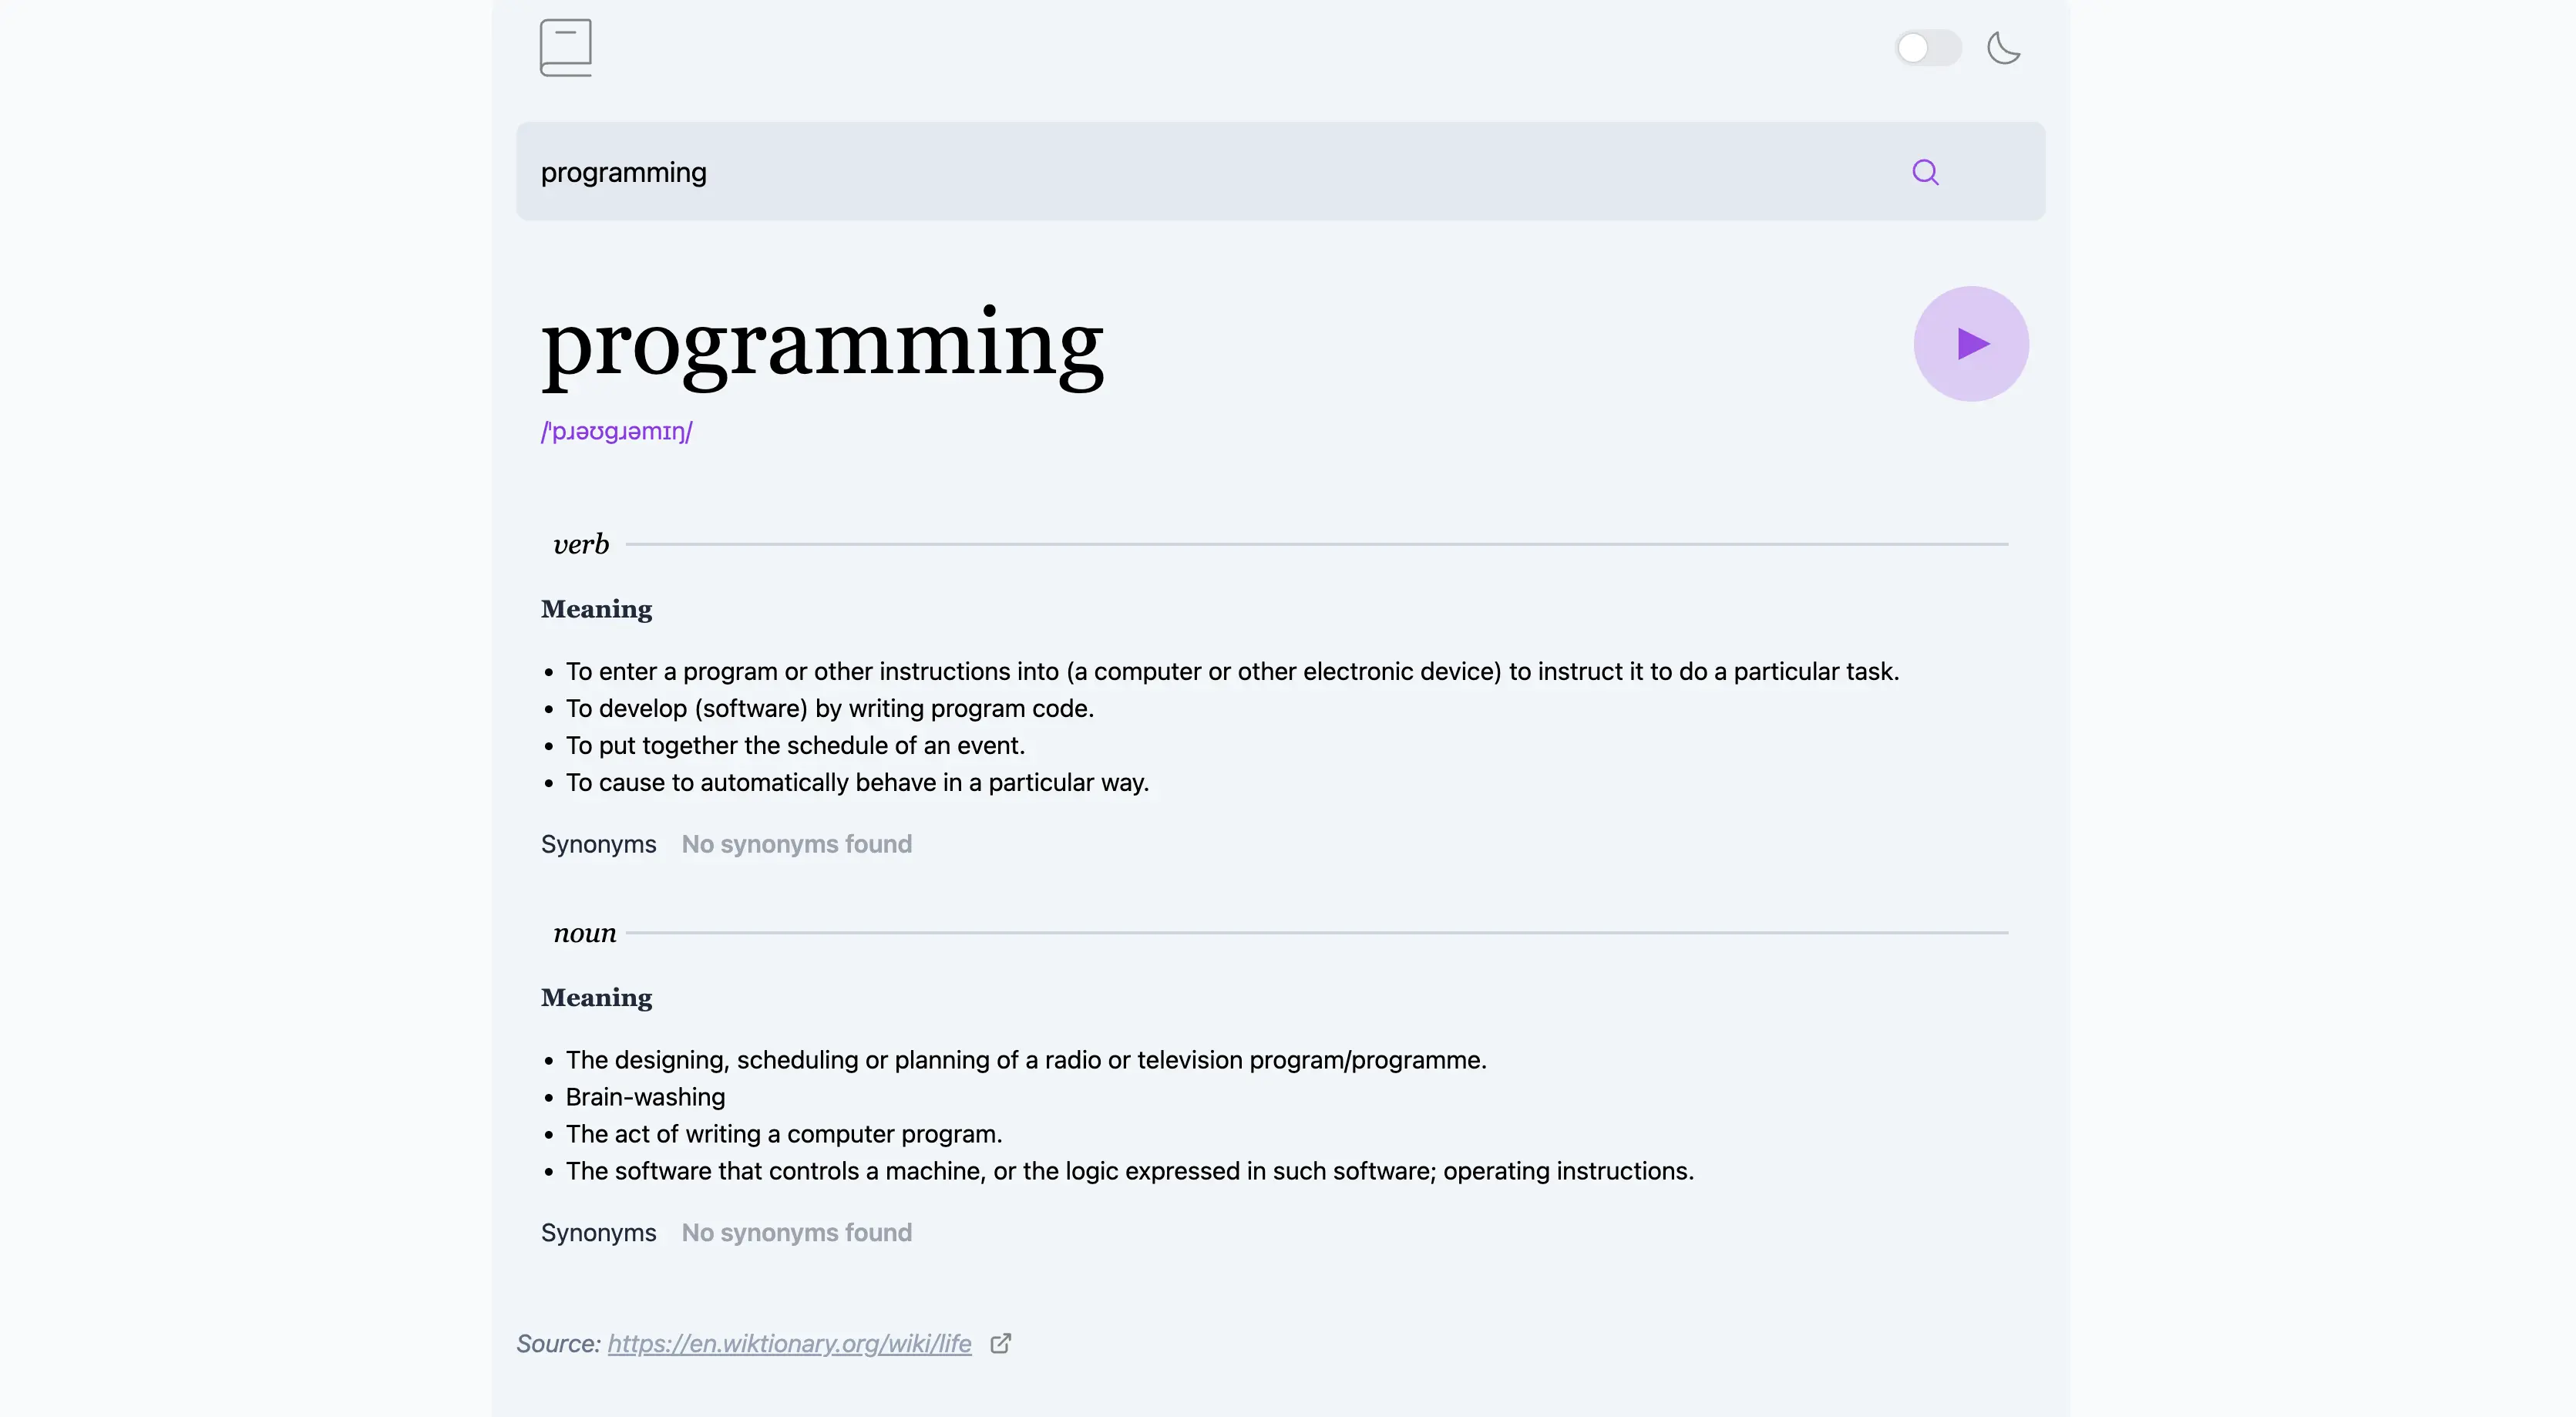 programming
programming
/ˈpɹəʊɡɹəmɪŋ/
verb
Meaning
• To enter a program or other instructions into (a computer or other electronic device) to instruct it to do a particular task.
• To develop (software) by writing program code.
• To put together the schedule of an event.
• To cause to automatically behave in a particular way.
Synonyms No synonyms found
noun
Meaning
• The designing, scheduling or planning of a radio or television program/programme.
• Brain-washing
• The act of writing a computer program.
• The software that controls a machine, or the logic expressed in such software; operating instructions.
Synonyms No synonyms found
Source: https://en.wiktionary.org/wiki/life